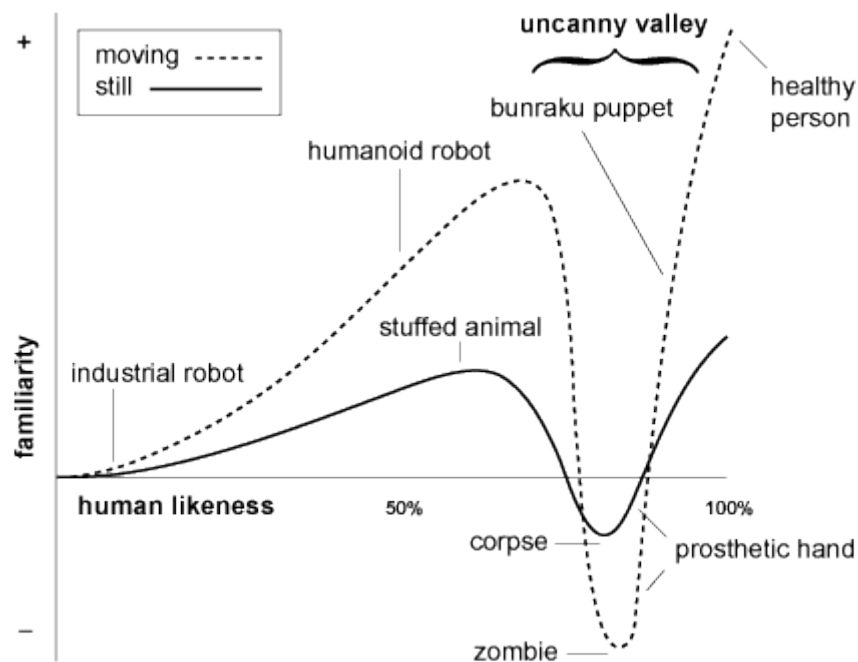 +
uncanny valley
moving
still
bunraku puppet
healthy
person
humanoid robot
stuffed animal
industrial robot
familiarity
human likeness
50%
100%
corpse
prosthetic hand
–
zombie